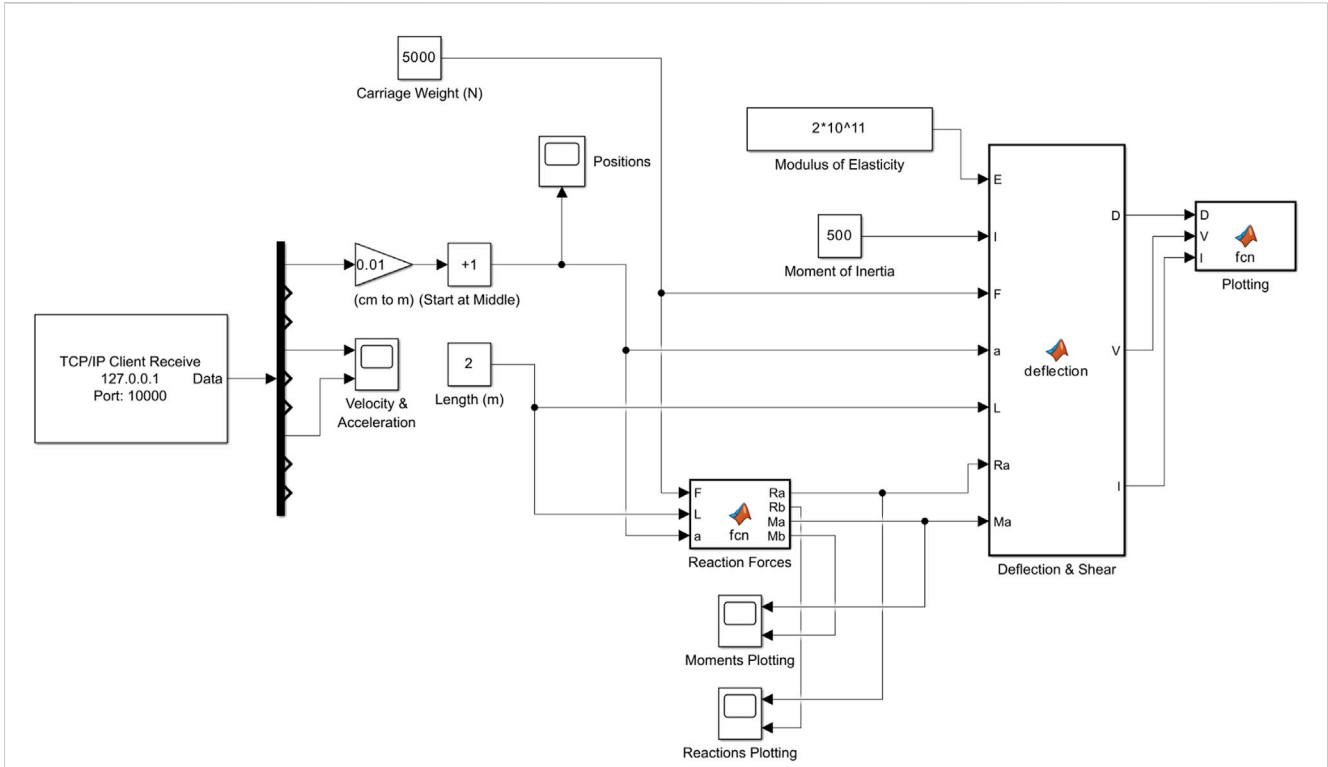 5000
Carriage Weight (N)
2*10^11
Modulus of Elasticity
Positions
E
D
D
500
V
fcn
I
I
Moment of Inertia
Plotting
0.01
+1
(cm to m)
(Start at Middle)
F
TCP/IP Client Receive
127.0.0.1
Port: 10000
Data
Velocity &
Acceleration
2
Length (m)
a
V
deflection
L
Ra
I
Ma
F
L
a
fcn
Ra
Rb
Ma
Mb
Reaction Forces
Deflection & Shear
Moments Plotting
Reactions Plotting